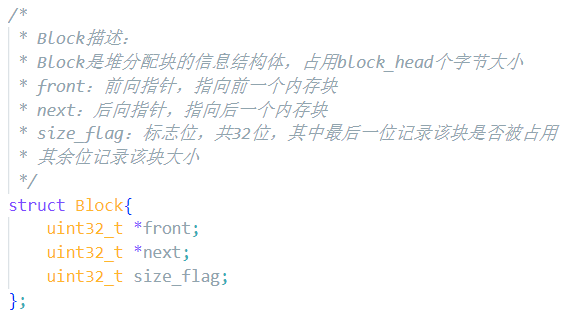 /*
 * Block描述:
 * Block是堆分配块的信息结构体，占用block_head个字节大小
 * front: 前向指针，指向前一个内存块
 * next: 后向指针，指向后一个内存块
 * size_flag: 标志位，共32位，其中最后一位记录该块是否被占用
 * 其余位记录该块大小
 */
struct Block{
    uint32_t *front;
    uint32_t *next;
    uint32_t size_flag;
};